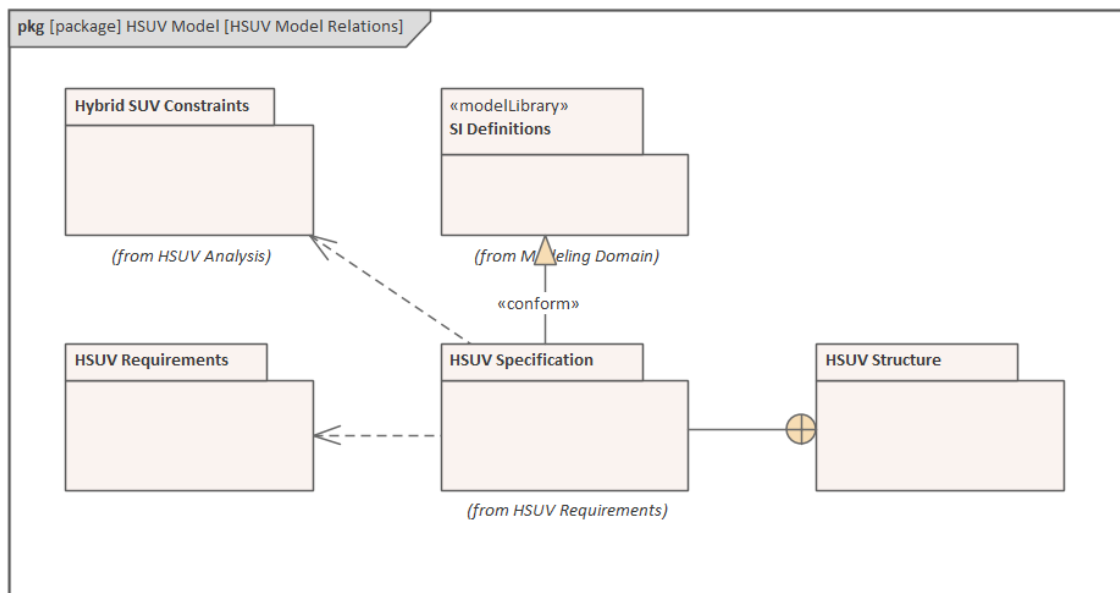 pkg [package] HSUV Model [HSUV Model Relations]
Hybrid SUV Constraints
«modelLibrary»
SI Definitions
(from HSUV Analysis)
(from Modeling Domain)
«conform»
HSUV Requirements
HSUV Specification
HSUV Structure
(from HSUV Requirements)